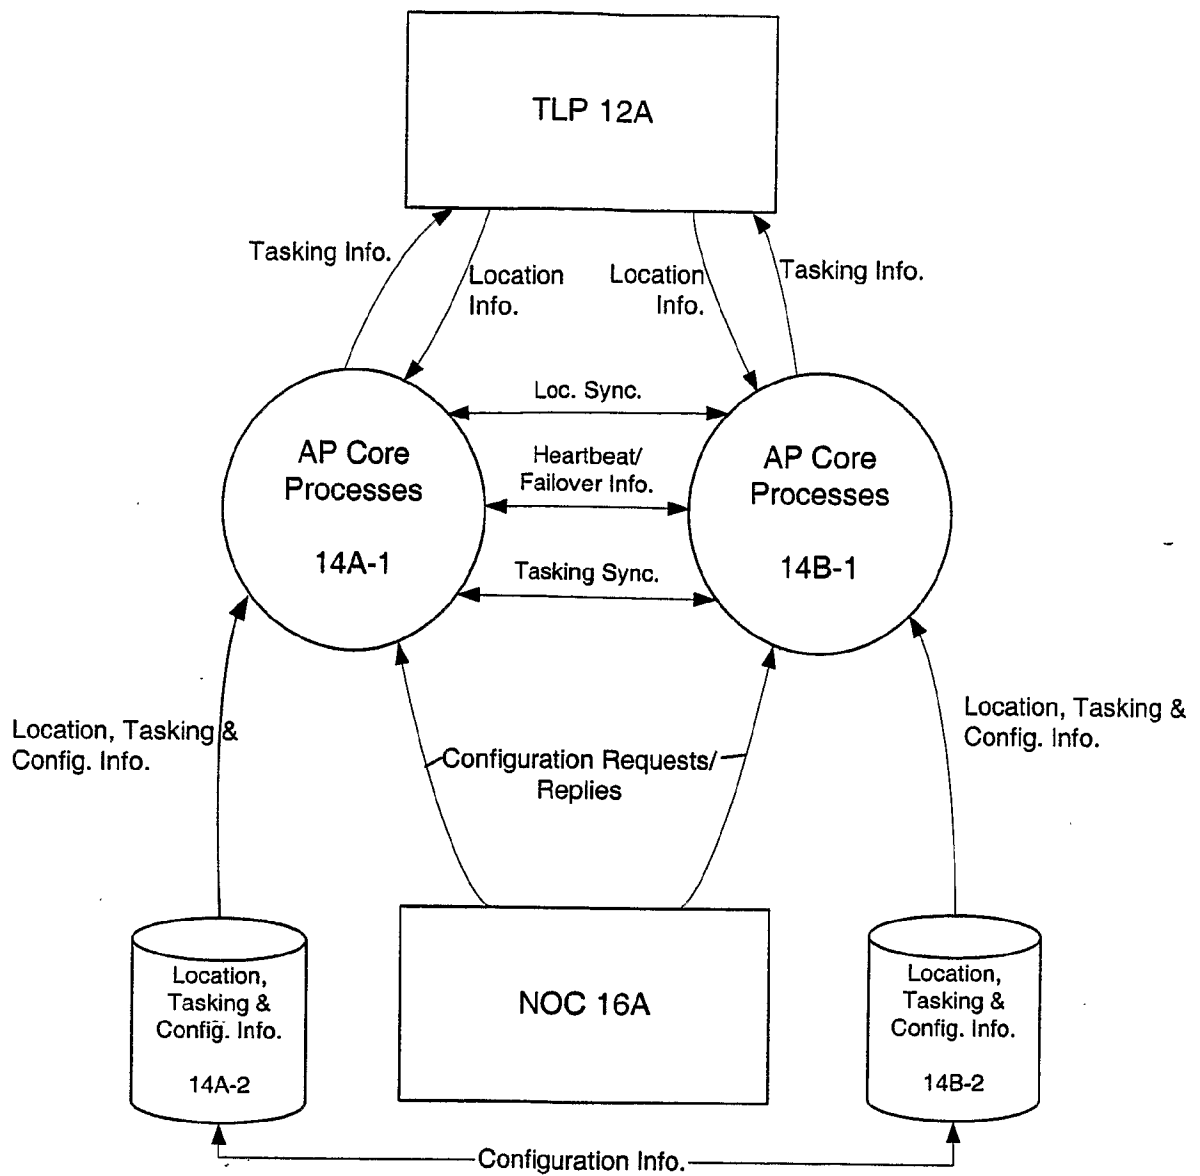 TLP 12A
Tasking Info.
Location
Info.
Location
Info.
Tasking Info.
Loc. Sync.
AP Core
Processes
14A-1
Heartbeat/
Failover Info.
AP Core
Processes
14B-1
Tasking Sync.
Location, Tasking &
Config. Info.
Configuration Requests/
Replies
Location, Tasking &
Config. Info.
Location,
Tasking &
Config. Info.
14A-2
NOC 16A
Location,
Tasking &
Config. Info.
14B-2
Configuration Info.